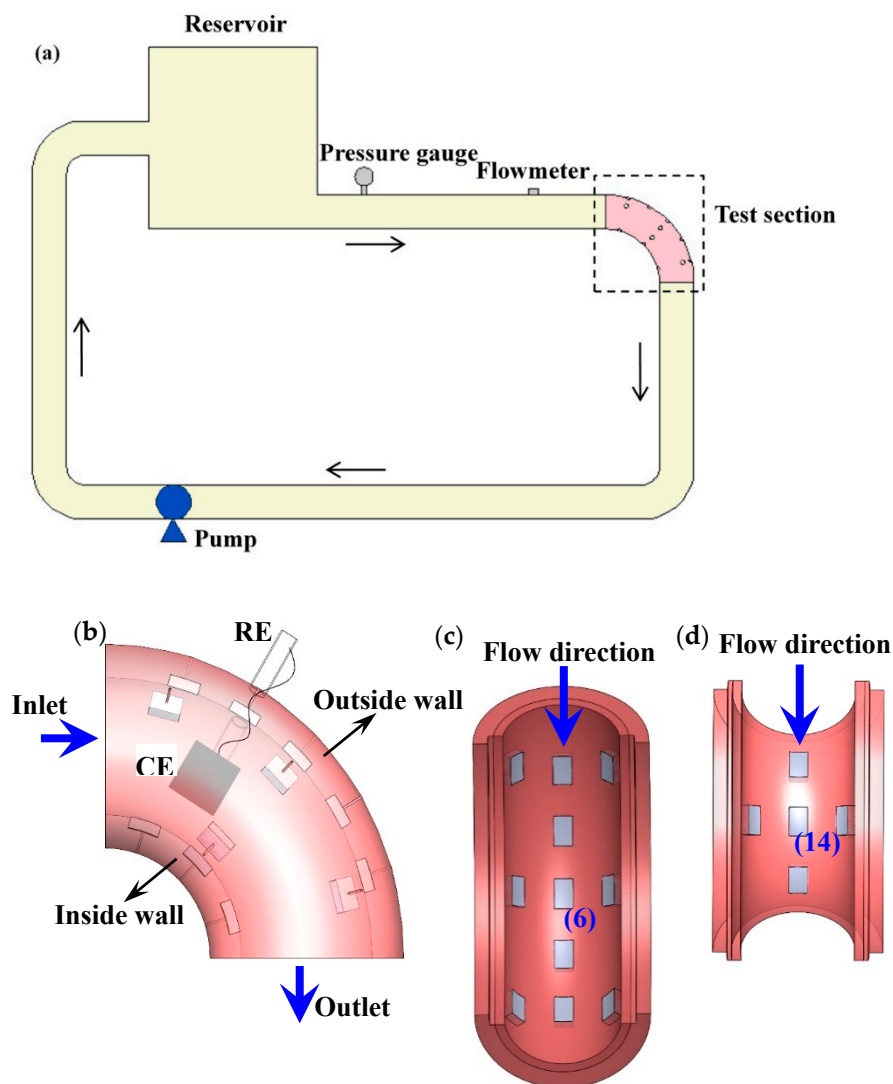 Reservoir
(a)
Pressure gauge
Flowmeter
Test section
Pump
(b)
RE
Inlet
Outside wall
CE
Inside wall
Outlet
(c)
Flow direction
(6)
(d)
Flow direction
(14)